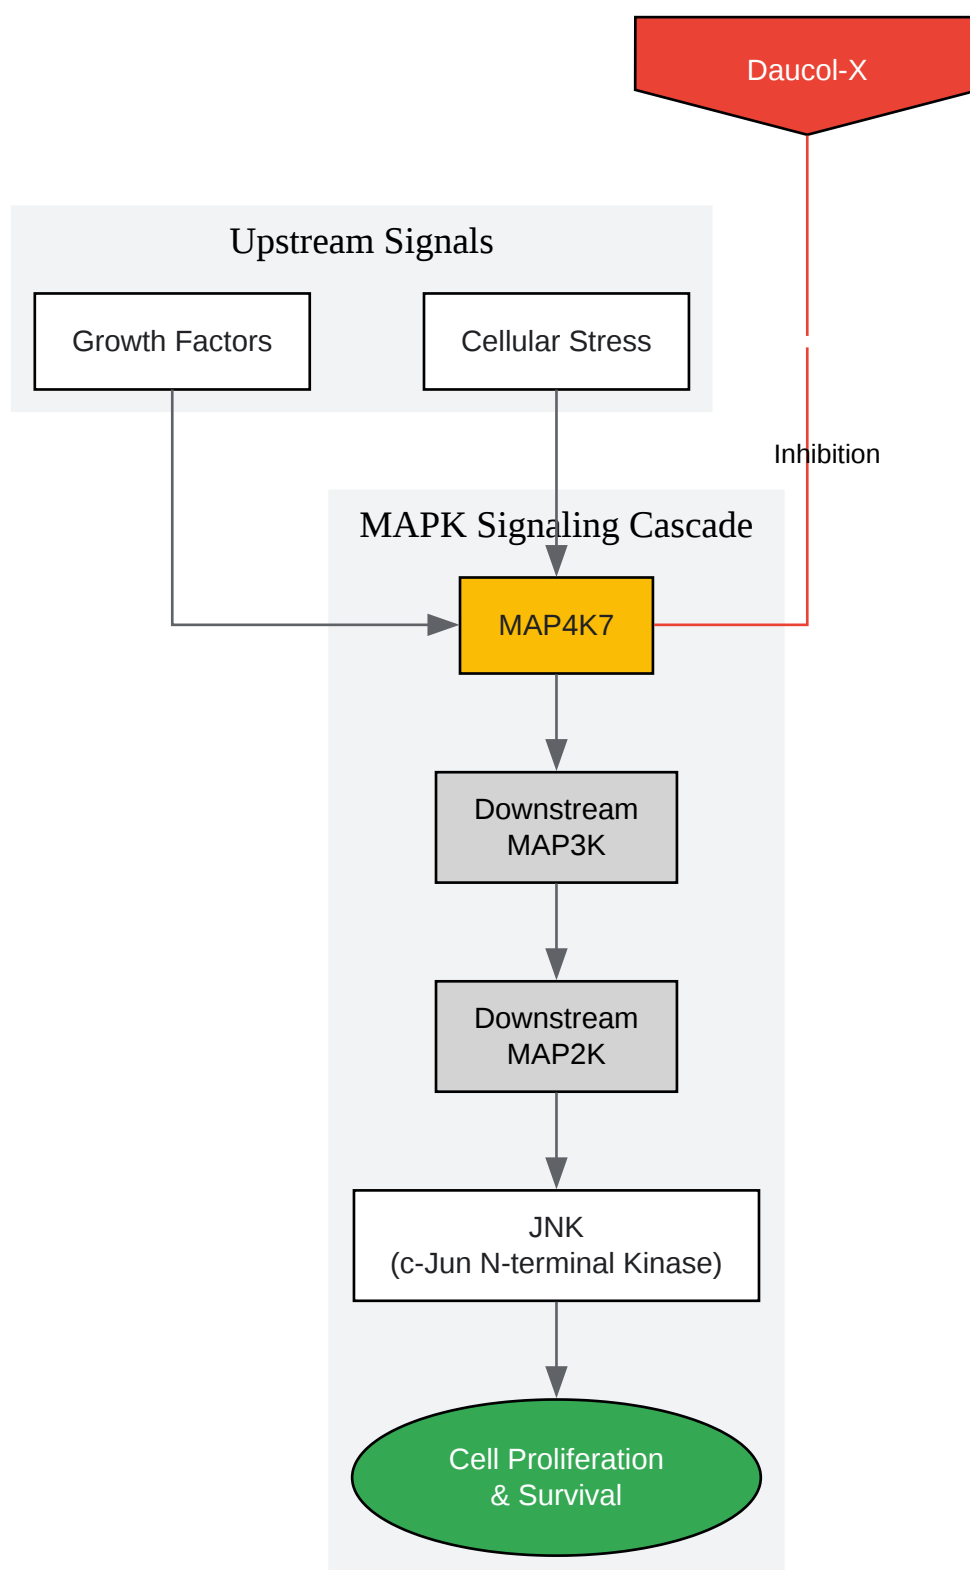 Daucol-X
Upstream Signals
Growth Factors
Cellular Stress
Inhibition
MAPK Signaling Cascade
MAP4K7
Downstream
MAP3K
Downstream
MAP2K
JNK
(c-Jun N-terminal Kinase)
Cell Proliferation
& Survival